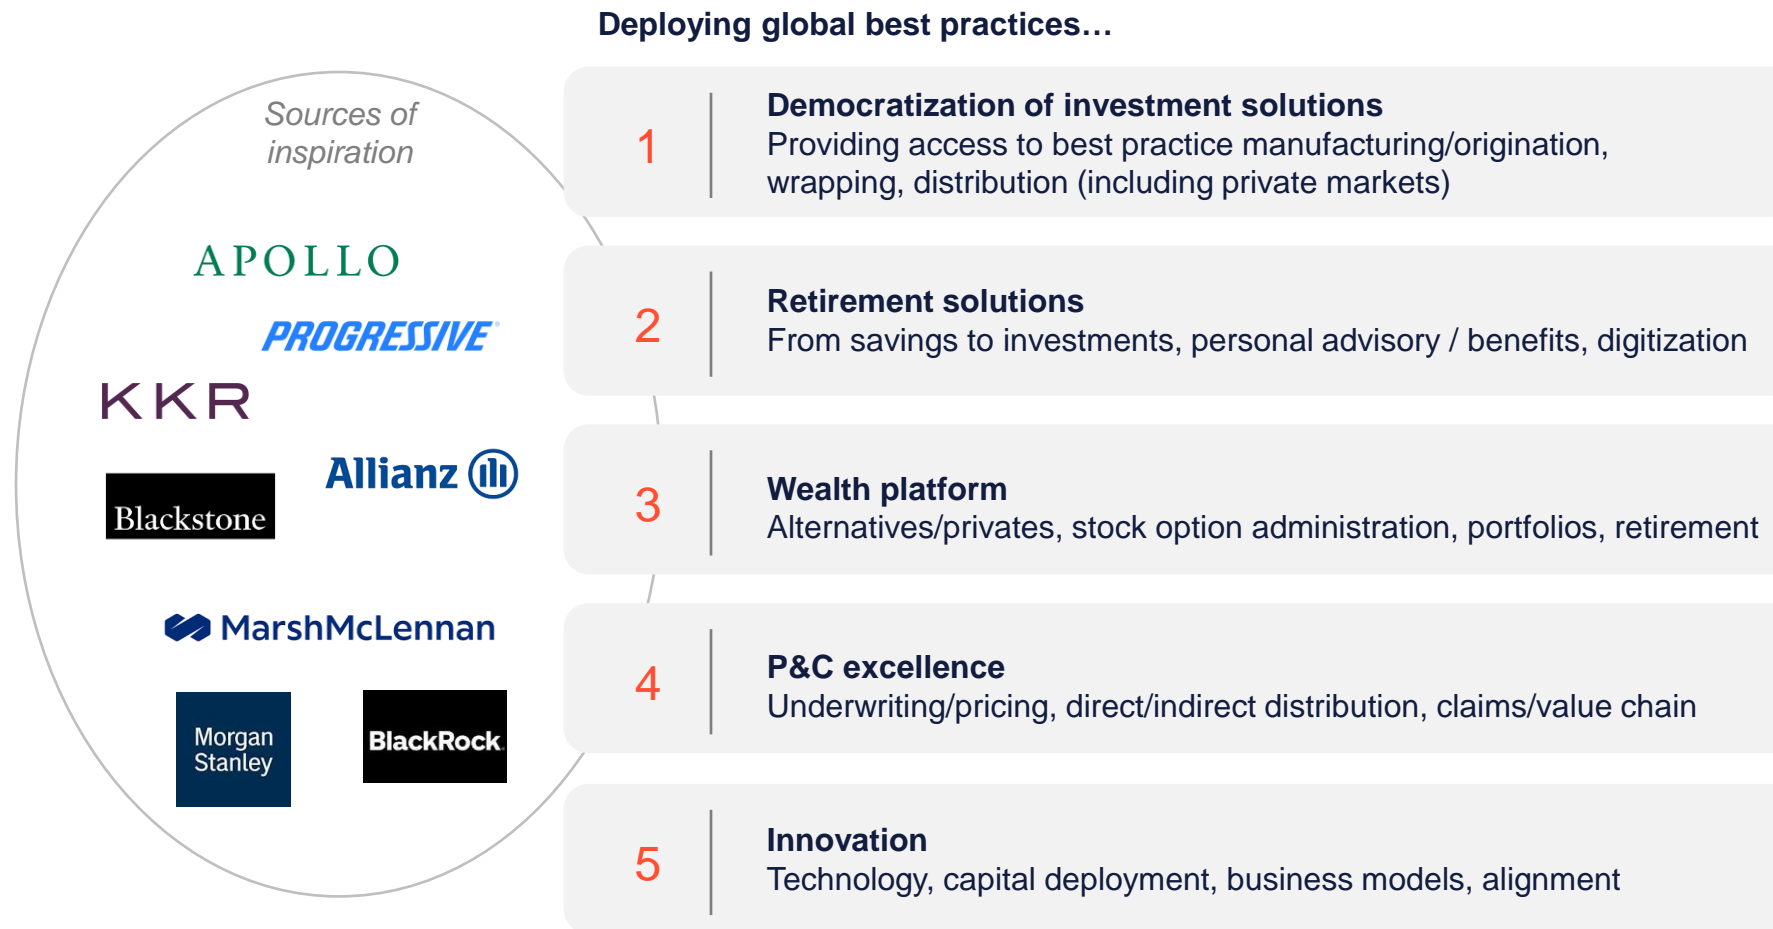 Deploying global best practices…
Sources of
inspiration
APOLLO
PROGRESSIVE®
KKR
Allianz
Blackstone
MarshMcLennan
Morgan
Stanley
BlackRock.
1
Democratization of investment solutions
Providing access to best practice manufacturing/origination,
wrapping, distribution (including private markets)
2
Retirement solutions
From savings to investments, personal advisory / benefits, digitization
3
Wealth platform
Alternatives/privates, stock option administration, portfolios, retirement
4
P&C excellence
Underwriting/pricing, direct/indirect distribution, claims/value chain
5
Innovation
Technology, capital deployment, business models, alignment